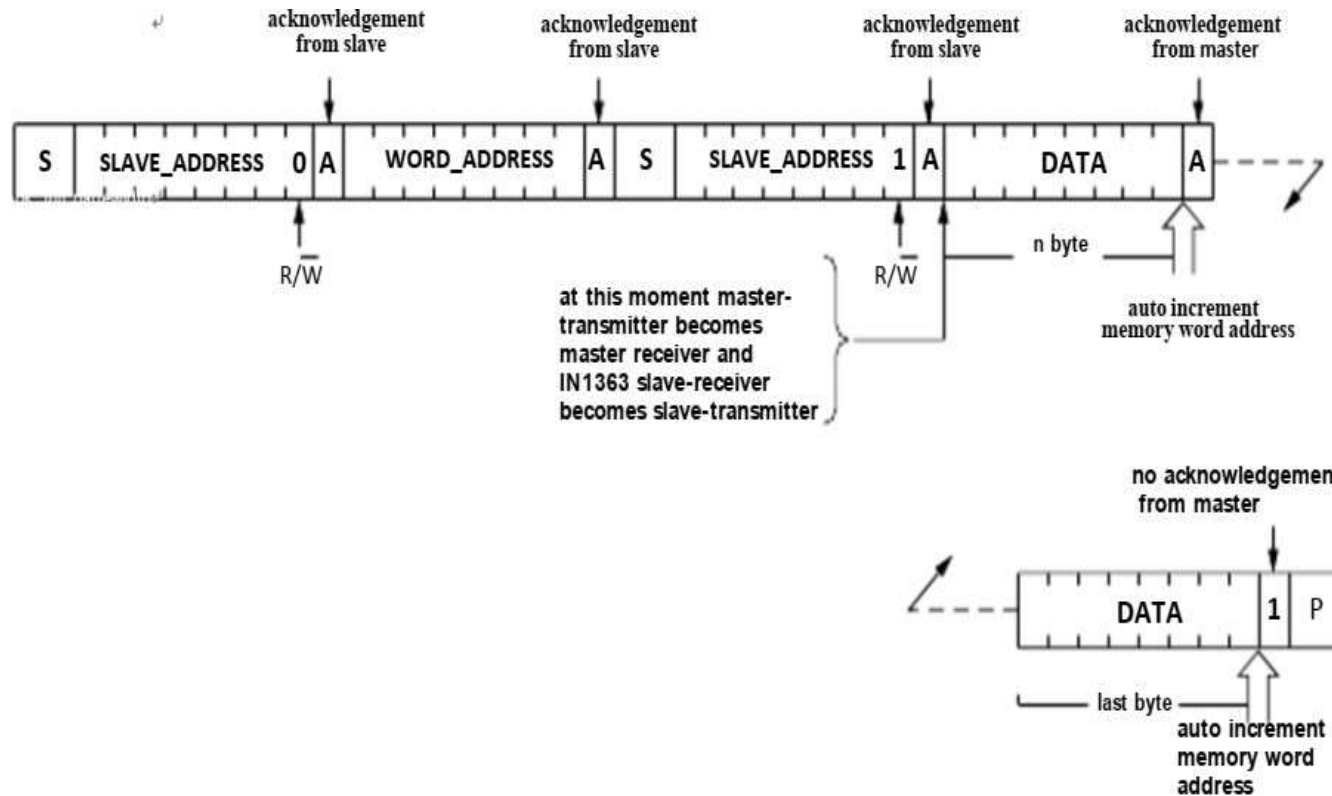 acknowledgement
from slave
acknowledgement
from slave
acknowledgement
from slave
acknowledgement
from master
S SLAVE_ADDRESS 0 A WORD_ADDRESS A S SLAVE_ADDRESS 1 A DATA A
R/W̅
R/W̅
n byte
at this moment master-
transmitter becomes
master receiver and
IN1363 slave-receiver
becomes slave-transmitter
auto increment
memory word address
no acknowledgemen
from master
DATA 1 P
last byte
auto increment
memory word
address